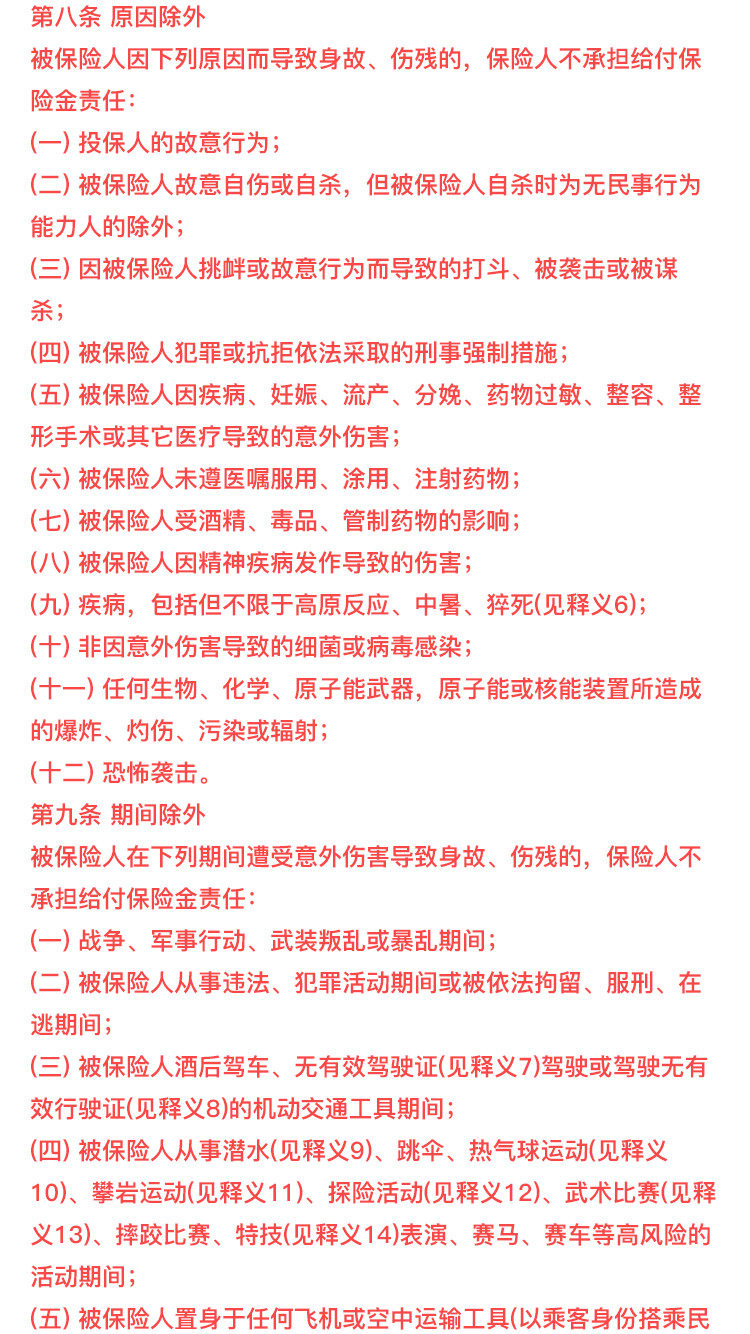 第八条 原因除外
被保险人因下列原因而导致身故、伤残的，保险人不承担给付保
险金责任：
(一) 投保人的故意行为；
(二) 被保险人故意自伤或自杀，但被保险人自杀时为无民事行为
能力人的除外；
(三) 因被保险人挑衅或故意行为而导致的打斗、被袭击或被谋
杀；
(四) 被保险人犯罪或抗拒依法采取的刑事强制措施；
(五) 被保险人因疾病、妊娠、流产、分娩、药物过敏、整容、整
形手术或其它医疗导致的意外伤害；
(六) 被保险人未遵医嘱服用、涂用、注射药物；
(七) 被保险人受酒精、毒品、管制药物的影响；
(八) 被保险人因精神疾病发作导致的伤害；
(九) 疾病，包括但不限于高原反应、中暑、猝死(见释义6)；
(十) 非因意外伤害导致的细菌或病毒感染；
(十一) 任何生物、化学、原子能武器，原子能或核能装置所造成
的爆炸、灼伤、污染或辐射；
(十二) 恐怖袭击。
第九条 期间除外
被保险人在下列期间遭受意外伤害导致身故、伤残的，保险人不
承担给付保险金责任：
(一) 战争、军事行动、武装叛乱或暴乱期间；
(二) 被保险人从事违法、犯罪活动期间或被依法拘留、服刑、在
逃期间；
(三) 被保险人酒后驾车、无有效驾驶证(见释义7)驾驶或驾驶无有
效行驶证(见释义8)的机动交通工具期间；
(四) 被保险人从事潜水(见释义9)、跳伞、热气球运动(见释义
10)、攀岩运动(见释义11)、探险活动(见释义12)、武术比赛(见释
义13)、摔跤比赛、特技(见释义14)表演、赛马、赛车等高风险的
活动期间；
(五) 被保险人置身于任何飞机或空中运输工具(以乘客身份搭乘民